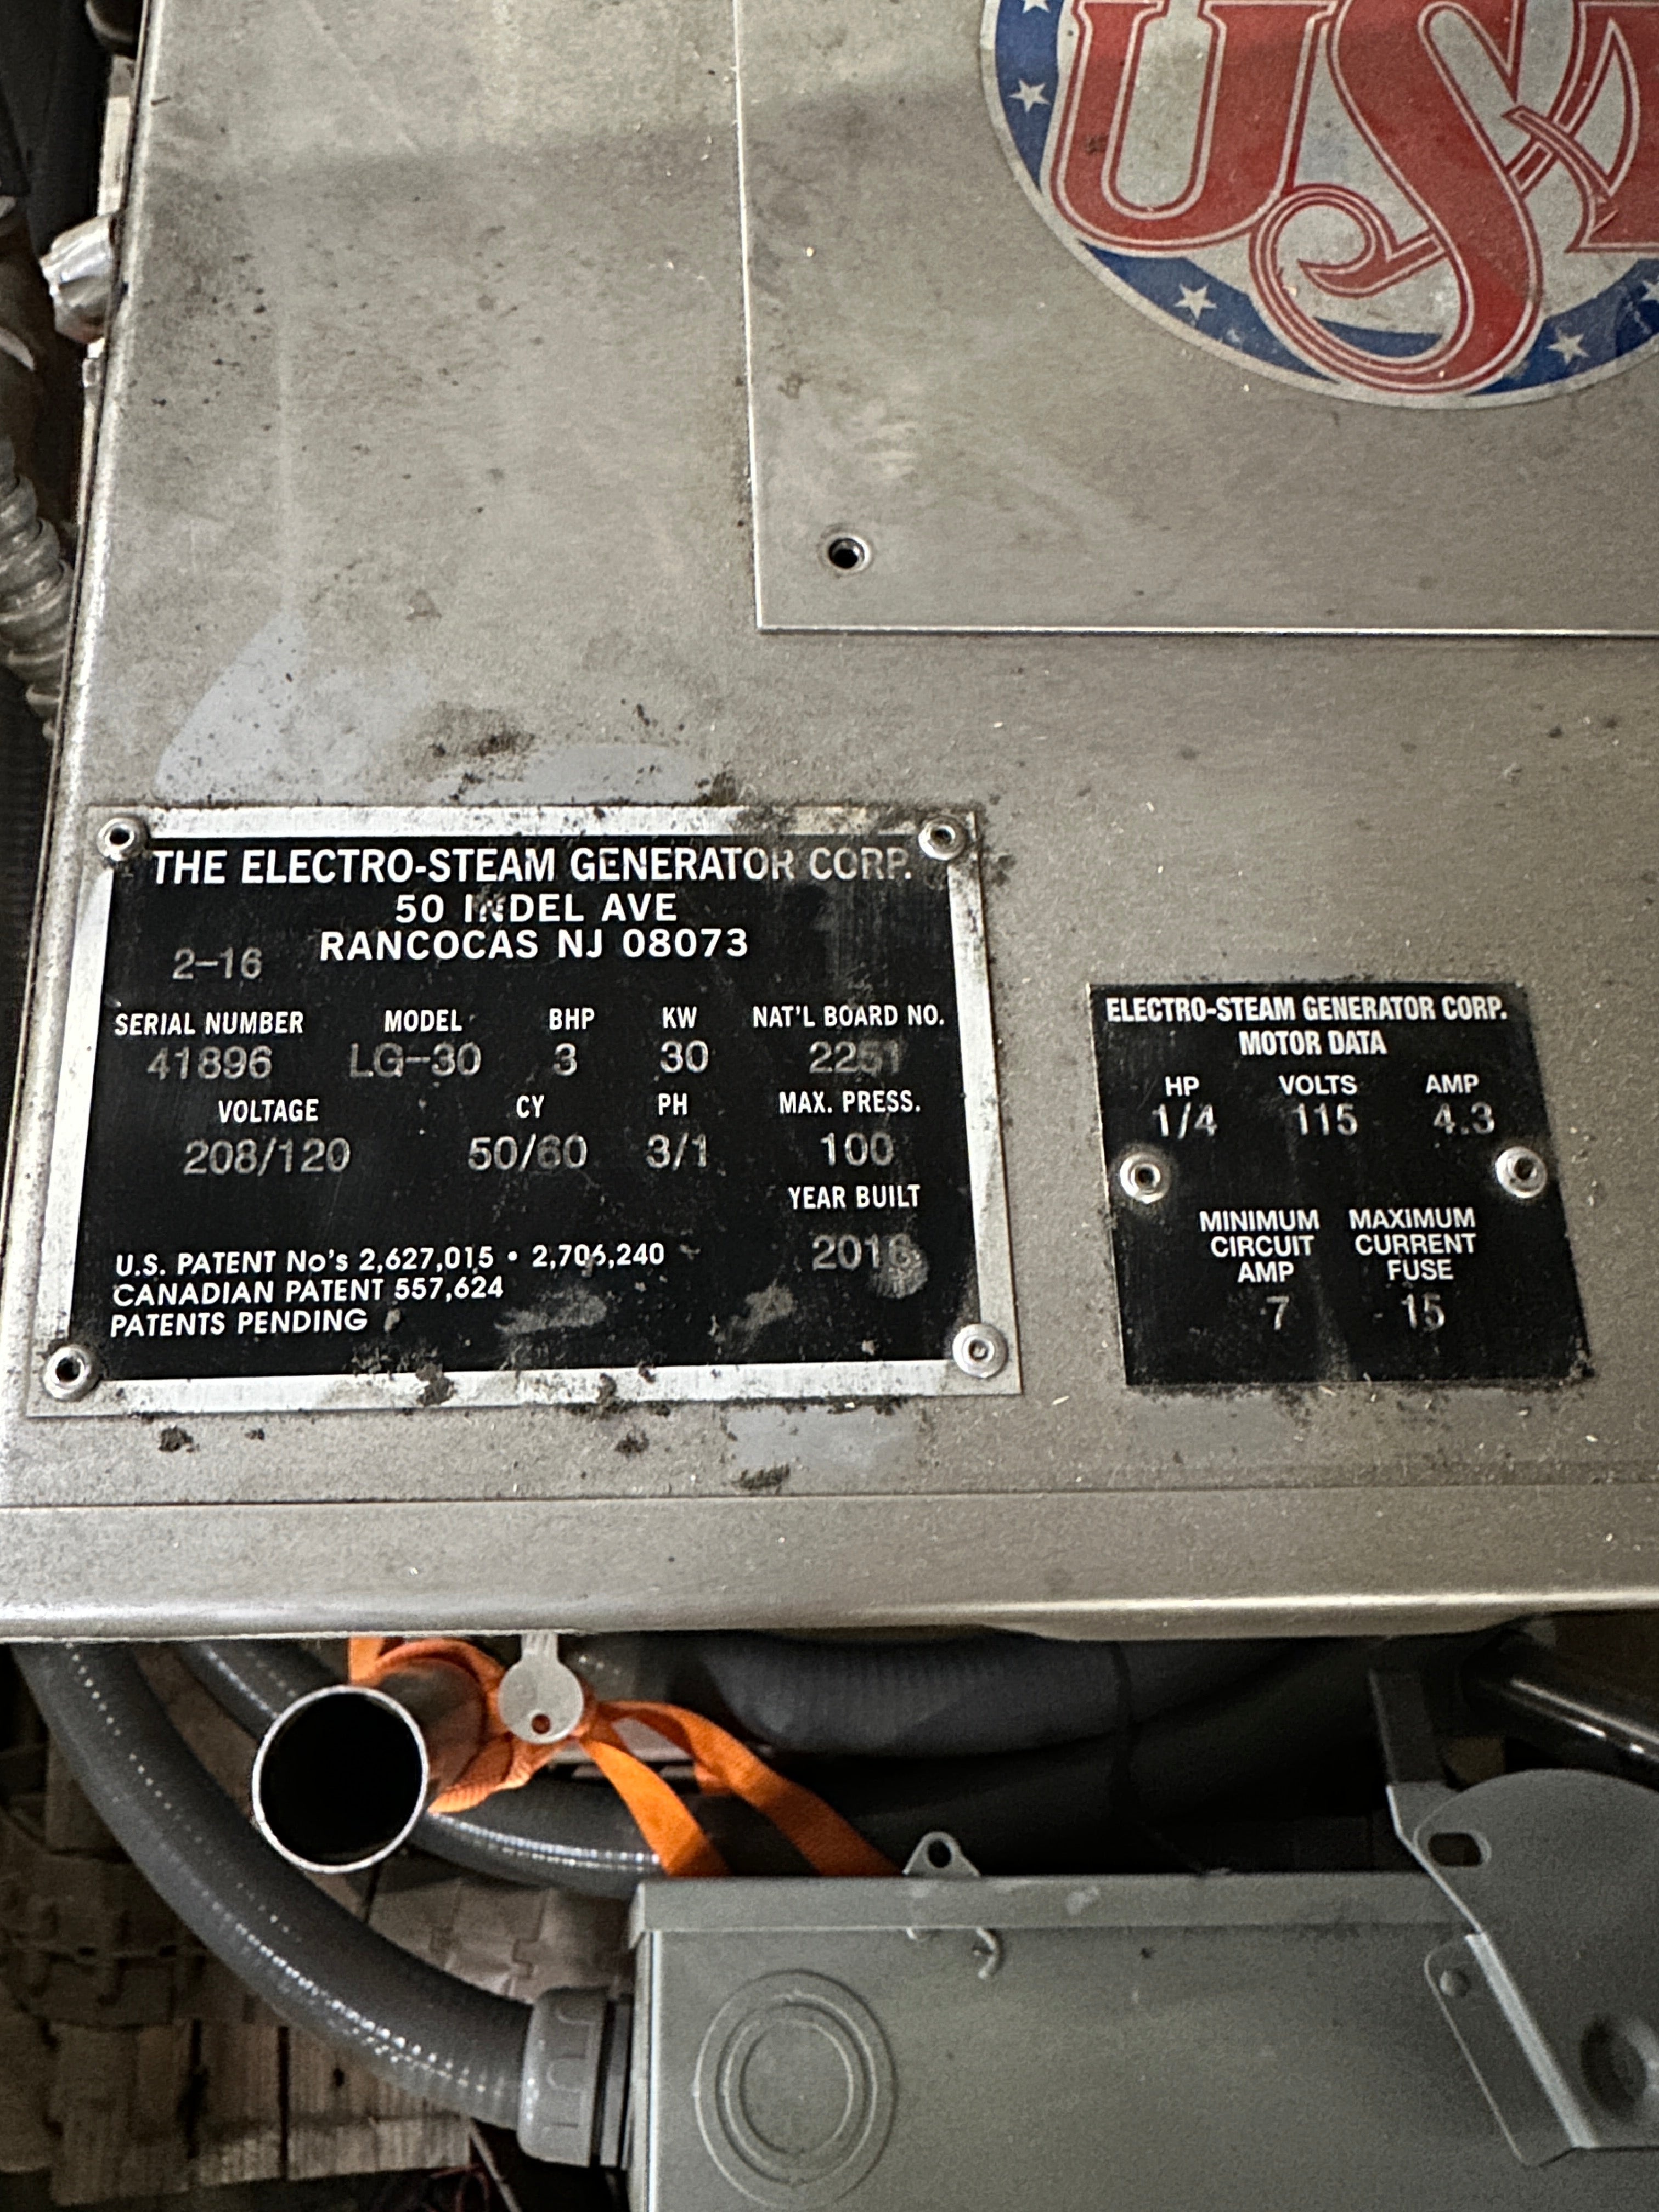 USA
THE ELECTRO-STEAM GENERATOR CORP.
50 INDEL AVE
2-16 RANCOCAS NJ 08073
SERIAL NUMBER MODEL BHP KW NAT'L BOARD NO.
41896 LG-30 3 30 2251
VOLTAGE CY PH MAX. PRESS.
208/120 50/60 3/1 100
YEAR BUILT
2016
U.S. PATENT No's 2,627,015 • 2,706,240
CANADIAN PATENT 557,624
PATENTS PENDING
ELECTRO-STEAM GENERATOR CORP.
MOTOR DATA
HP VOLTS AMP
1/4 115 4.3
MINIMUM MAXIMUM
CIRCUIT CURRENT
AMP FUSE
7 15